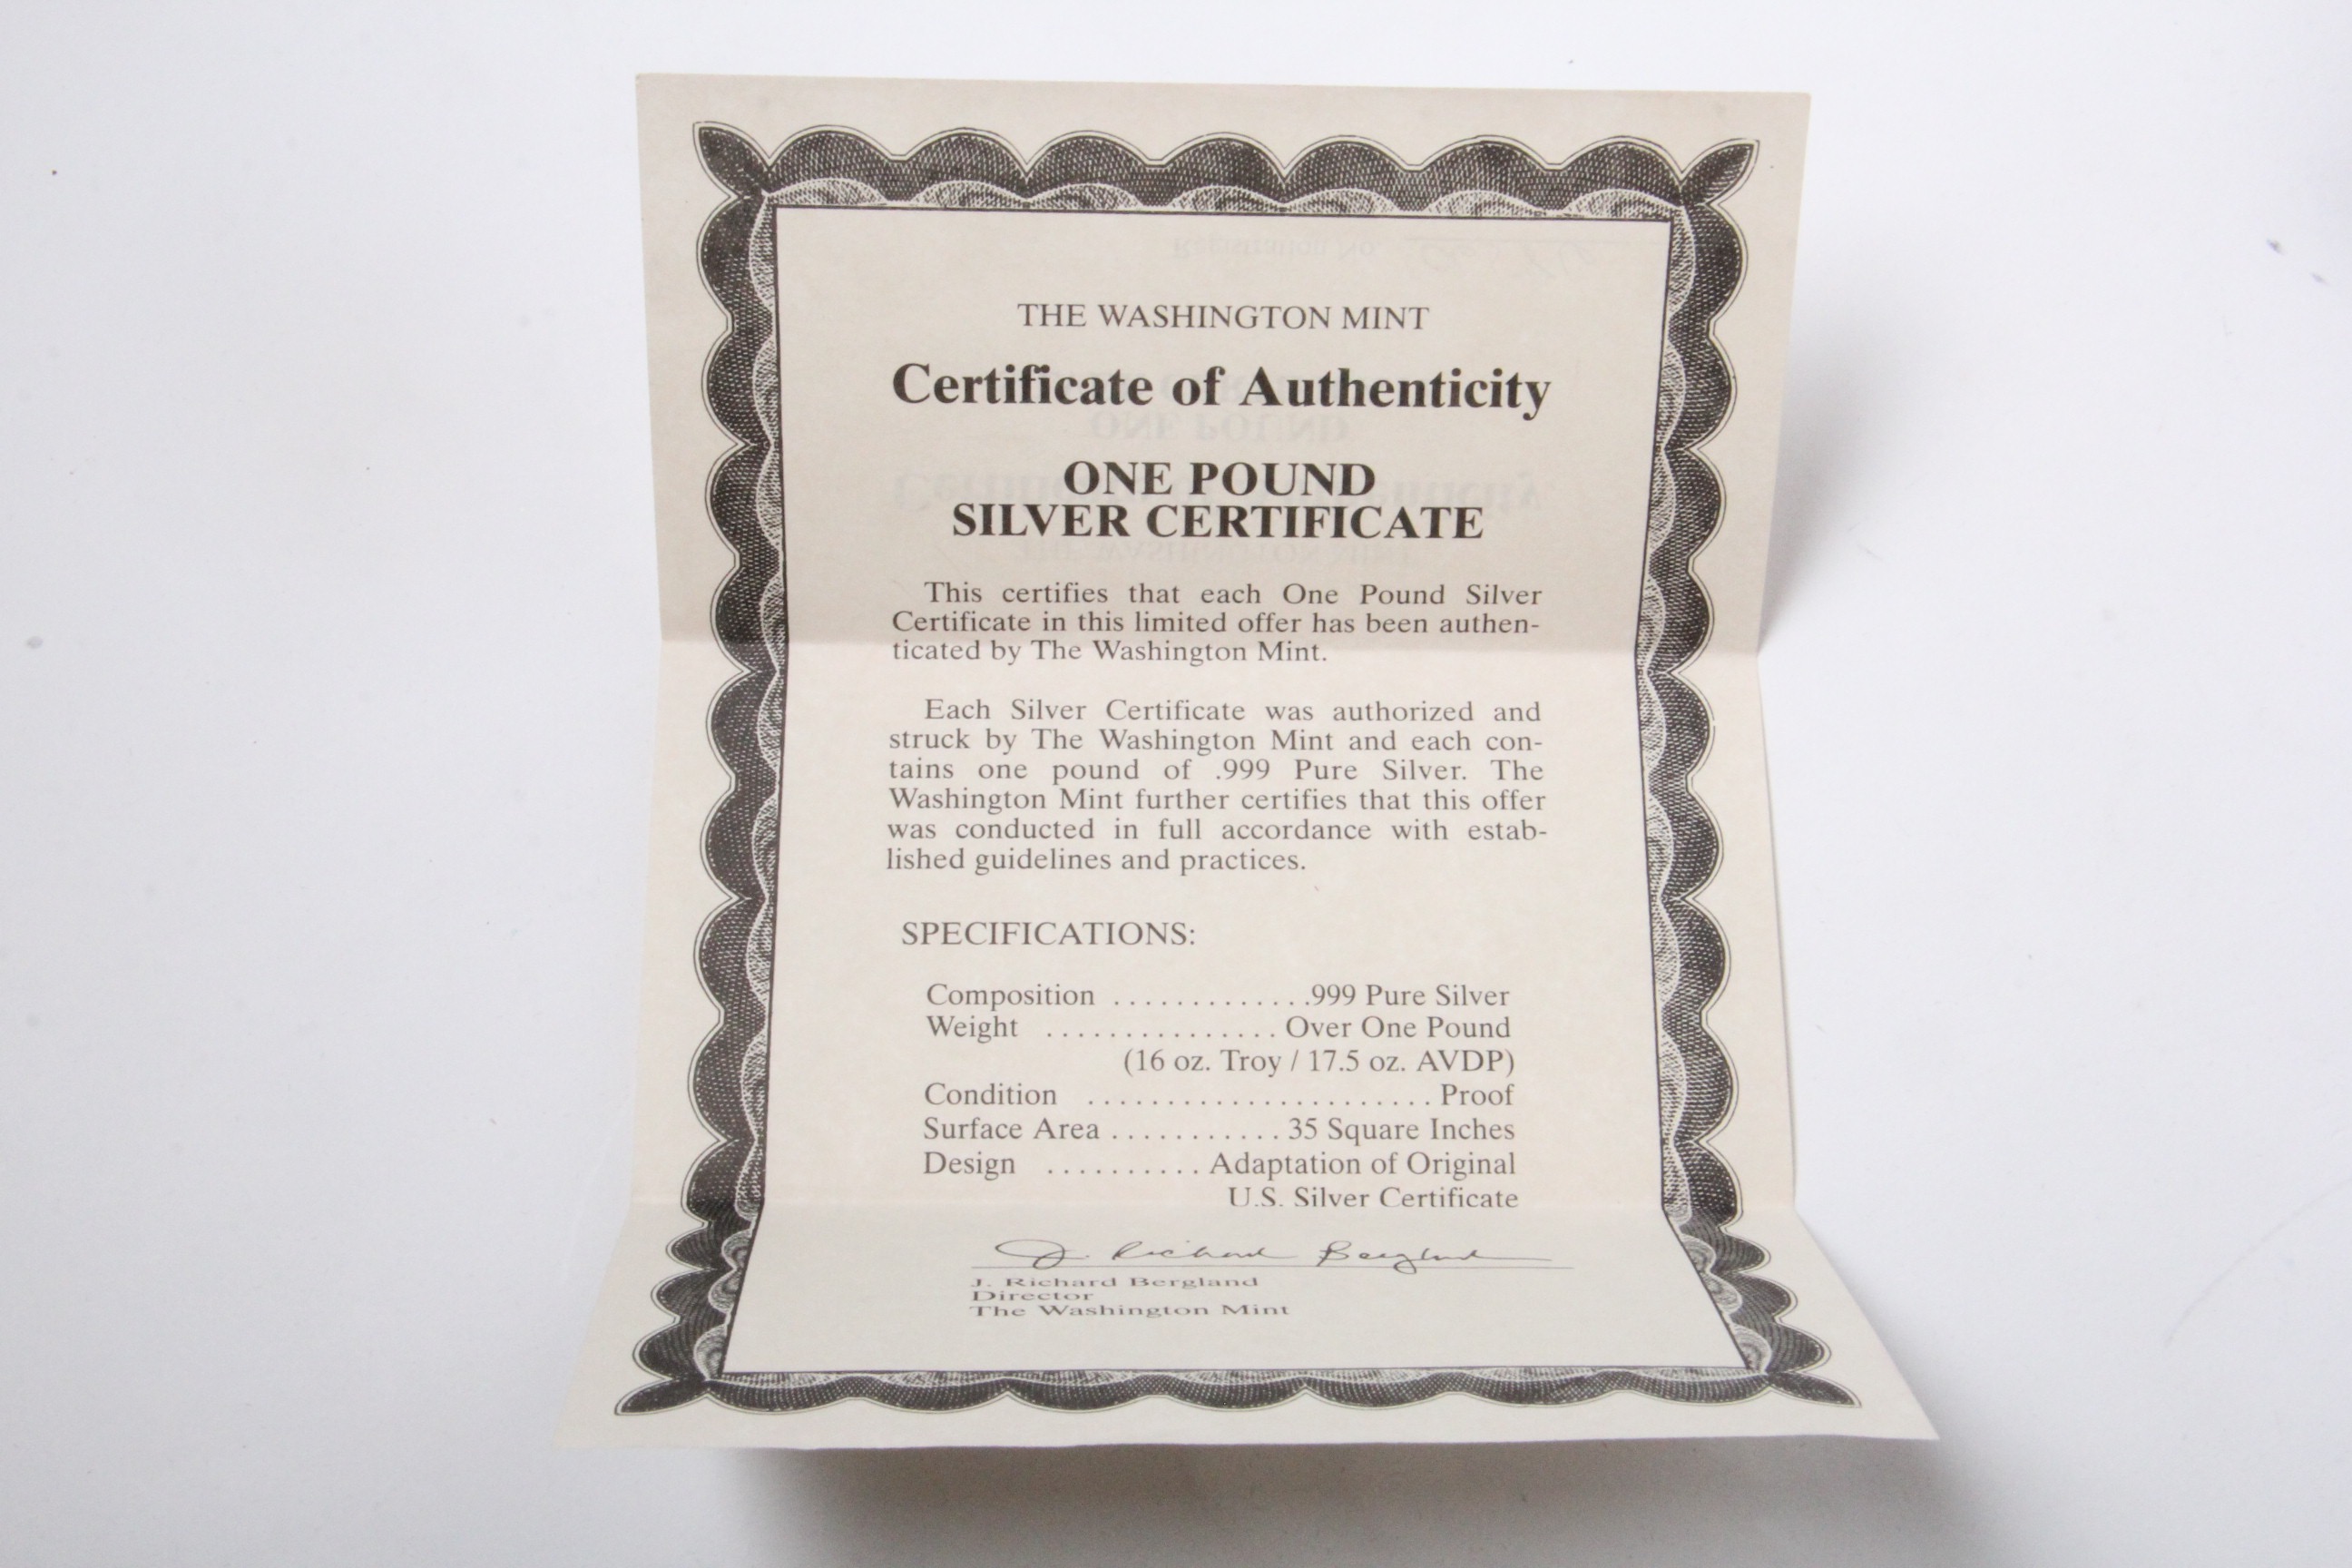 THE WASHINGTON MINT
Certificate of Authenticity
ONE POUND
SILVER CERTIFICATE
This certifies that each One Pound Silver
Certificate in this limited offer has been authen-
ticated by The Washington Mint.
Each Silver Certificate was authorized and
struck by The Washington Mint and each con-
tains one pound of .999 Pure Silver. The
Washington Mint further certifies that this offer
was conducted in full accordance with estab-
lished guidelines and practices.
SPECIFICATIONS:
Composition .............999 Pure Silver
Weight ............... Over One Pound
(16 oz. Troy / 17.5 oz. AVDP)
Condition ...................... Proof
Surface Area ........... 35 Square Inches
Design .......... Adaptation of Original
U.S. Silver Certificate
J. Richard Bergland
J. Richard Bergland
Director
The Washington Mint